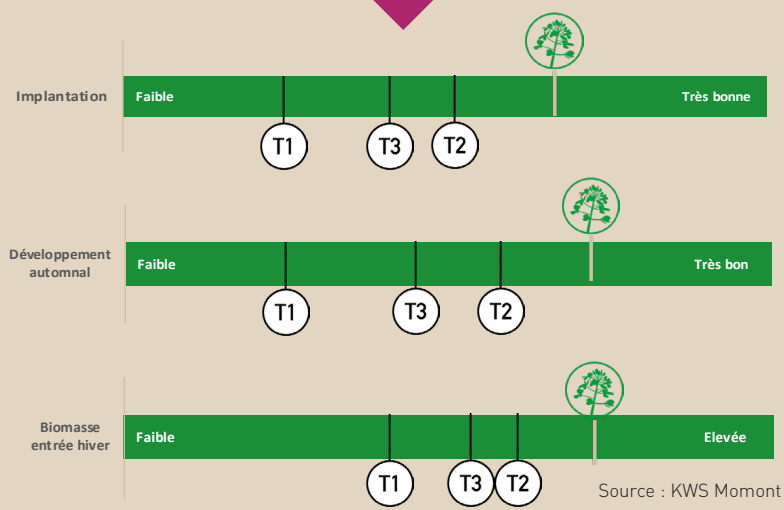 Implantation
Faible
Très bonne
T1
T3
T2
Développement
automnal
Faible
Très bon
T1
T3
T2
Biomasse
entrée hiver
Faible
Elevée
T1
T3
T2
Source : KWS Momont